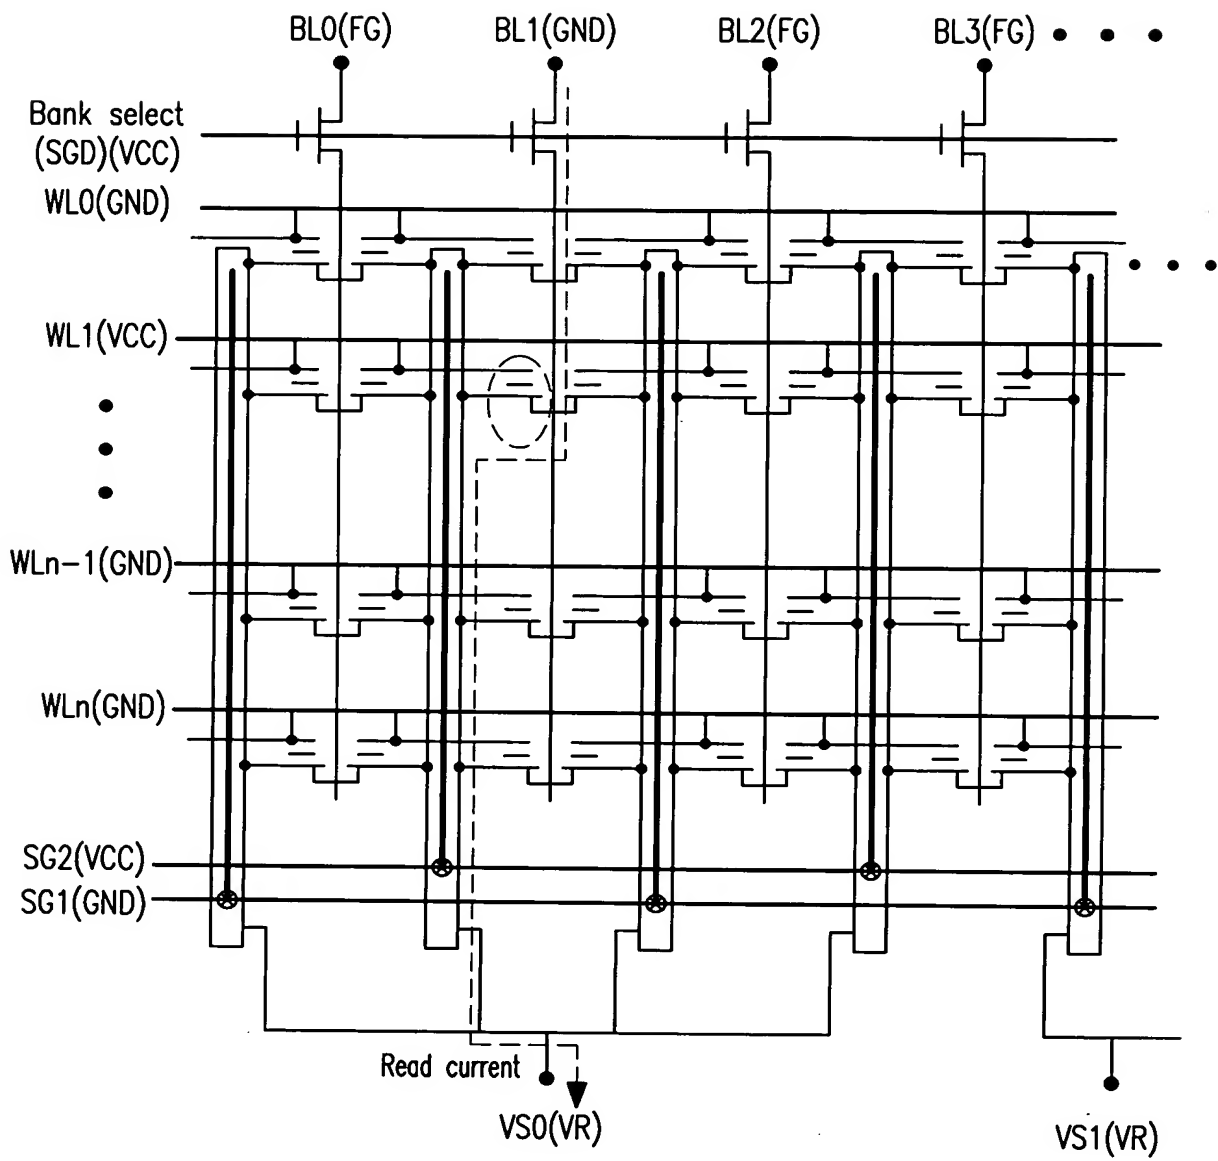 BL0(FG) BL1(GND) BL2(FG) BL3(FG)
Bank select
(SGD)(VCC)
WL0(GND)
WL1(VCC)
WLn-1(GND)
WLn(GND)
SG2(VCC)
SG1(GND)
Read current
VS0(VR)
VS1(VR)